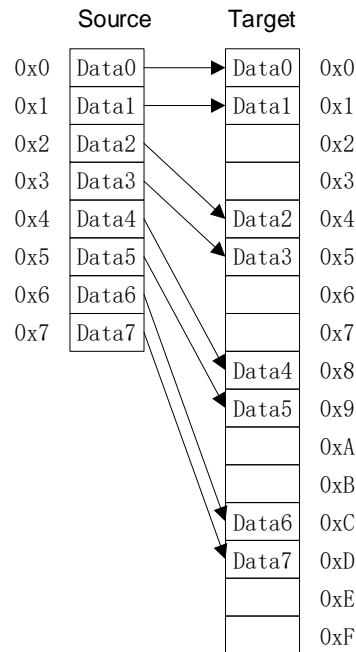 Source Target
0x0 Data0 Data0 0x0
0x1 Data1 Data1 0x1
0x2 Data2 0x2
0x3 Data3 0x3
0x4 Data4 Data2 0x4
0x5 Data5 Data3 0x5
0x6 Data6 0x6
0x7 Data7 0x7
Data4 0x8
Data5 0x9
0xA
0xB
Data6 0xC
Data7 0xD
0xE
0xF